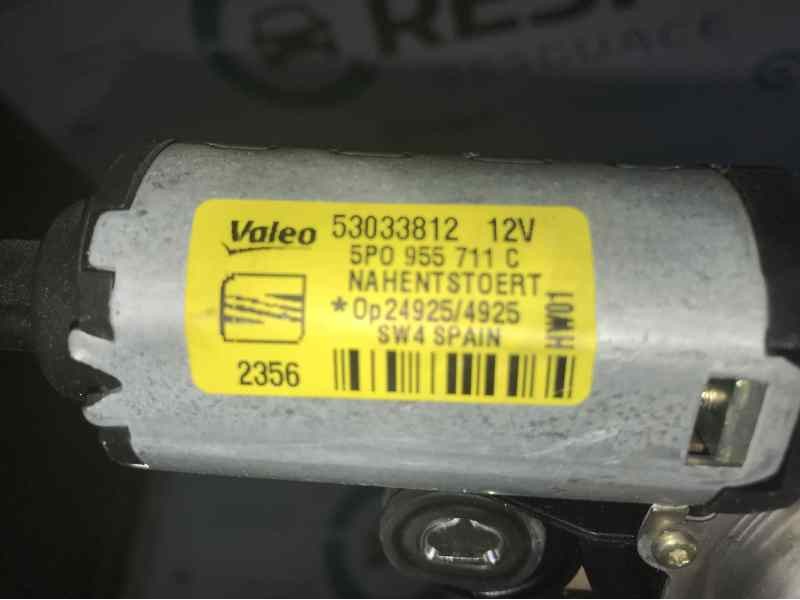 Valeo 53033812 12V
5P0 955 711 C
NAHENTSTOERT
*Op24925/4925
SW4 SPAIN
HW01
2356